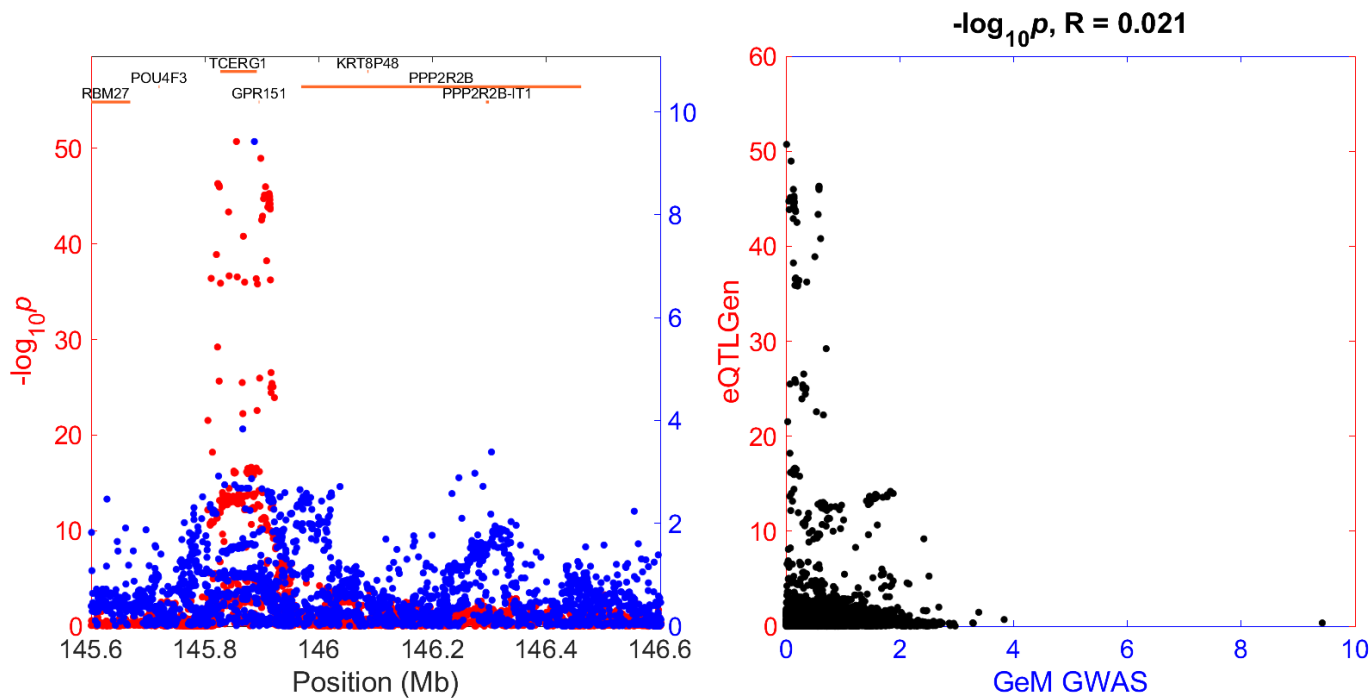 -log10p, R = 0.021
TCERG1 KRT8P48
POU4F3 PPP2R2B
RBM27 GPR151 PPP2R2B-IT1
-log10p
50
40
30
20
10
0
10
8
6
4
2
0
145.6 145.8 146 146.2 146.4 146.6
Position (Mb)
eQTLGen
60
50
40
30
20
10
0
0 2 4 6 8 10
GeM GWAS